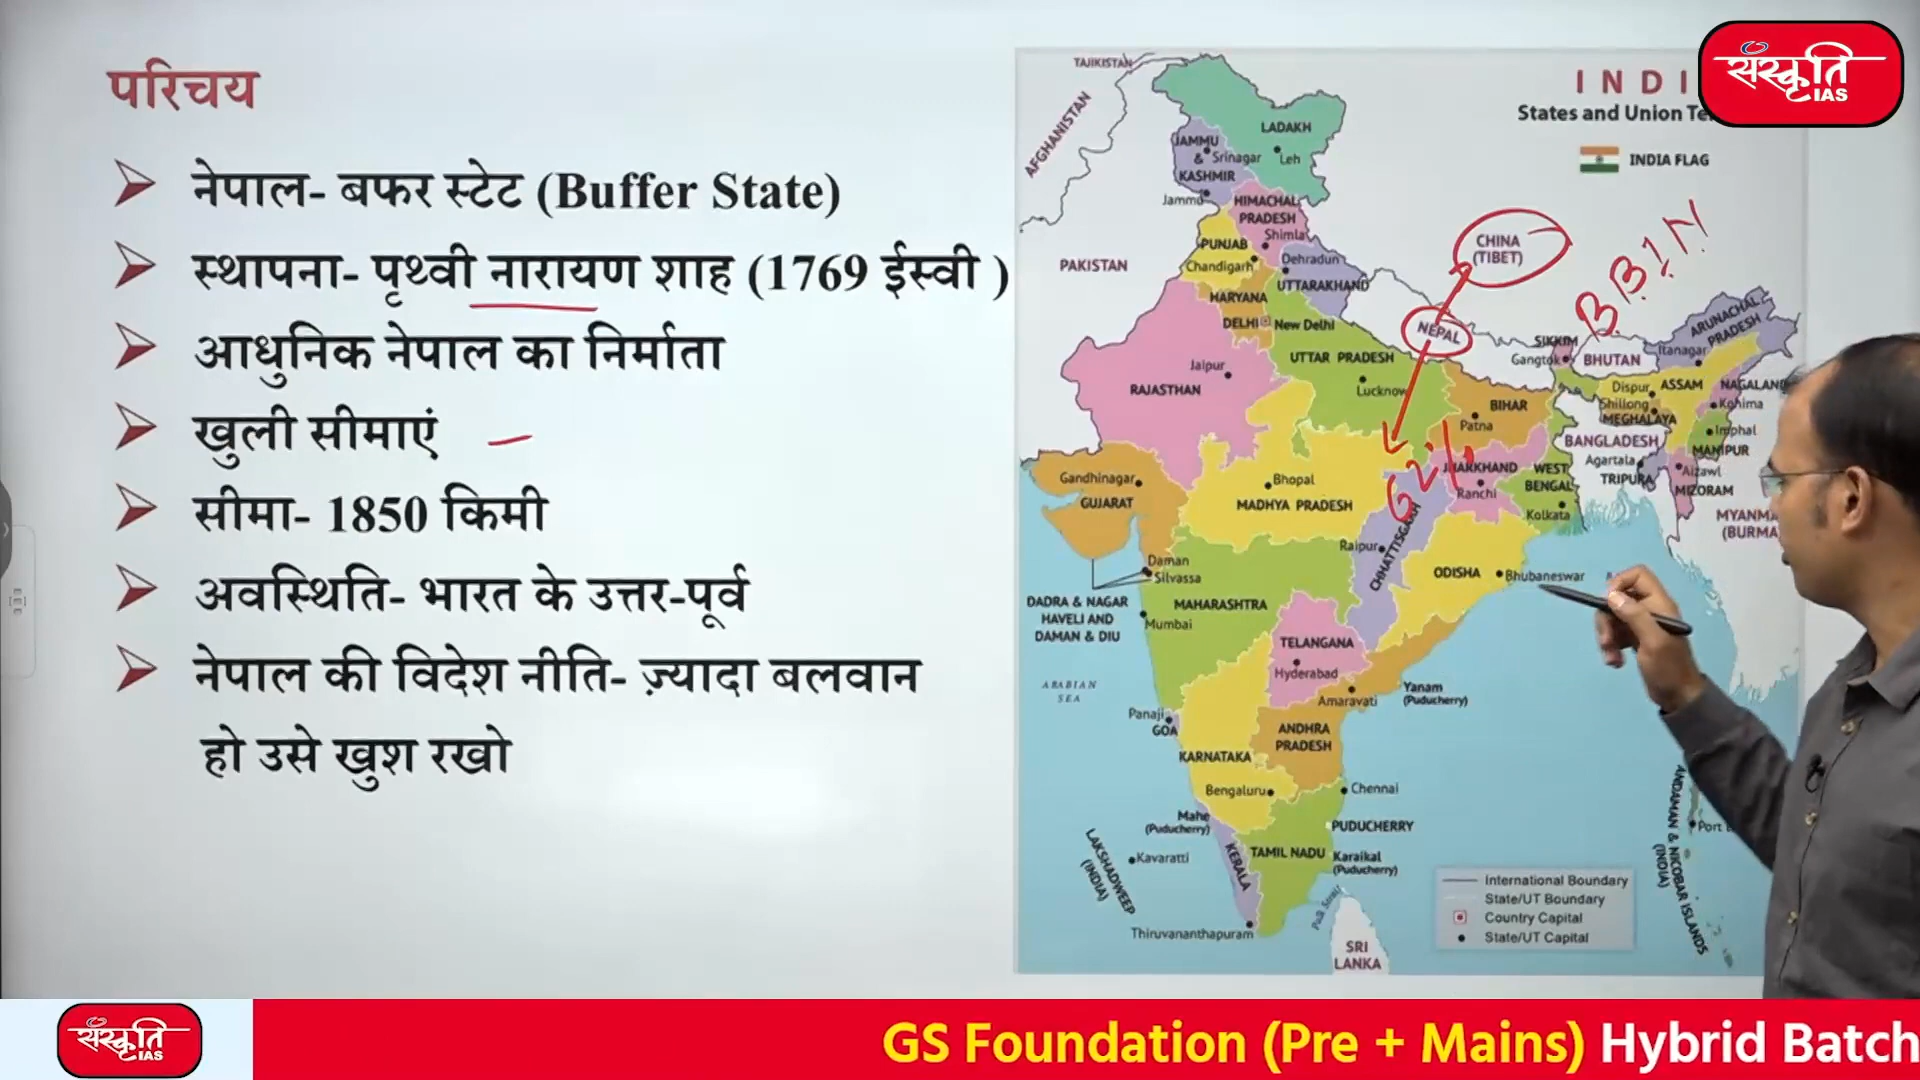 परिचय
नेपाल- बफर स्टेट (Buffer State)
स्थापना- पृथ्वी नारायण शाह (1769 ईस्वी )
आधुनिक नेपाल का निर्माता
खुली सीमाएं
सीमा- 1850 किमी
अवस्थिति- भारत के उत्तर-पूर्व
नेपाल की विदेश नीति- ज़्यादा बलवान
हो उसे खुश रखो
संस्कृति
IAS
States and Union
INDIA FLAG
TAJIKISTAN
AFGHANISTAN
LADAKH
Leh
JAMMU
& Srinagar
KASHMIR
Jammu
HIMACHAL
PRADESH
Shimla
CHINA
(TIBET)
BBIN
PUNJAB
Chandigarh
Dehradun
UTTARAKHAND
PAKISTAN
HARYANA
DELHI
New Delhi
NEPAL
ARUNACHAL
PRADESH
Itanagar
SIKKIM
Gangtok
BHUTAN
UTTAR PRADESH
Lucknow
Jaipur
RAJASTHAN
BIHAR
Patna
Dispur
ASSAM
NAGALAND
Kohima
Shillong
MEGHALAYA
Imphal
MANIPUR
BANGLADESH
Agartala
TRIPURA
Aizawl
MIZORAM
MYANMA
(BURMA
62%
JHARKHAND
Ranchi
WEST
BENGAL
Kolkata
Gandhinagar
GUJARAT
Bhopal
MADHYA PRADESH
Raipur
CHHATTISGARH
ODISHA
Bhubaneswar
Daman
Silvassa
DADRA & NAGAR
HAVELI AND
DAMAN & DIU
MAHARASHTRA
Mumbai
TELANGANA
Hyderabad
ARABIAN
SEA
Amaravati
Yanam
(Puducherry)
Panaji
GOA
ANDHRA
PRADESH
KARNATAKA
Bengaluru
Chennai
Mahe
(Puducherry)
PUDUCHERRY
LAKSHADWEEP
(INDIA)
Kavaratti
KERALA
TAMIL NADU
Karaikal
(Puducherry)
Palk Strait
Thiruvananthapuram
SRI
LANKA
ANDAMAN & NICOBAR ISLANDS
(INDIA)
Port
International Boundary
State/UT Boundary
Country Capital
State/UT Capital
संस्कृति
IAS
GS Foundation (Pre + Mains) Hybrid Batch